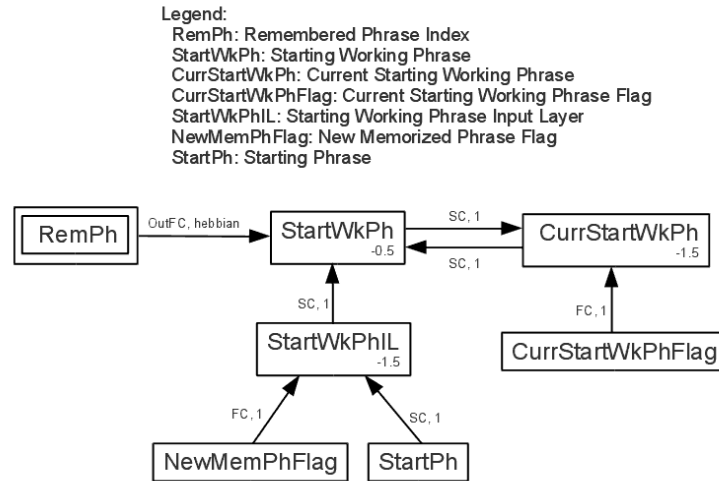 Legend:
RemPh: Remembered Phrase Index
StartWkPh: Starting Working Phrase
CurrStartWkPh: Current Starting Working Phrase
CurrStartWkPhFlag: Current Starting Working Phrase Flag
StartWkPhIL: Starting Working Phrase Input Layer
NewMemPhFlag: New Memorized Phrase Flag
StartPh: Starting Phrase
RemPh
OutFC, hebbian
StartWkPh
-0.5
SC, 1
SC, 1
CurrStartWkPh
-1.5
SC, 1
FC, 1
StartWkPhIL
-1.5
CurrStartWkPhFlag
FC, 1
SC, 1
NewMemPhFlag
StartPh